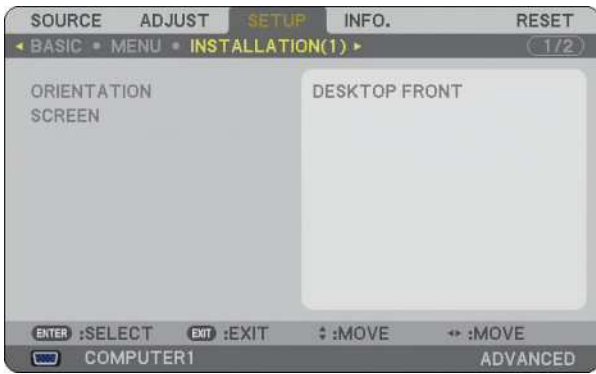 SOURCE ADJUST SETUP INFO. RESET
◂ BASIC • MENU • INSTALLATION(1) ▸ 1/2
ORIENTATION DESKTOP FRONT
SCREEN
ENTER :SELECT EXIT :EXIT :MOVE :MOVE
COMPUTER1 ADVANCED